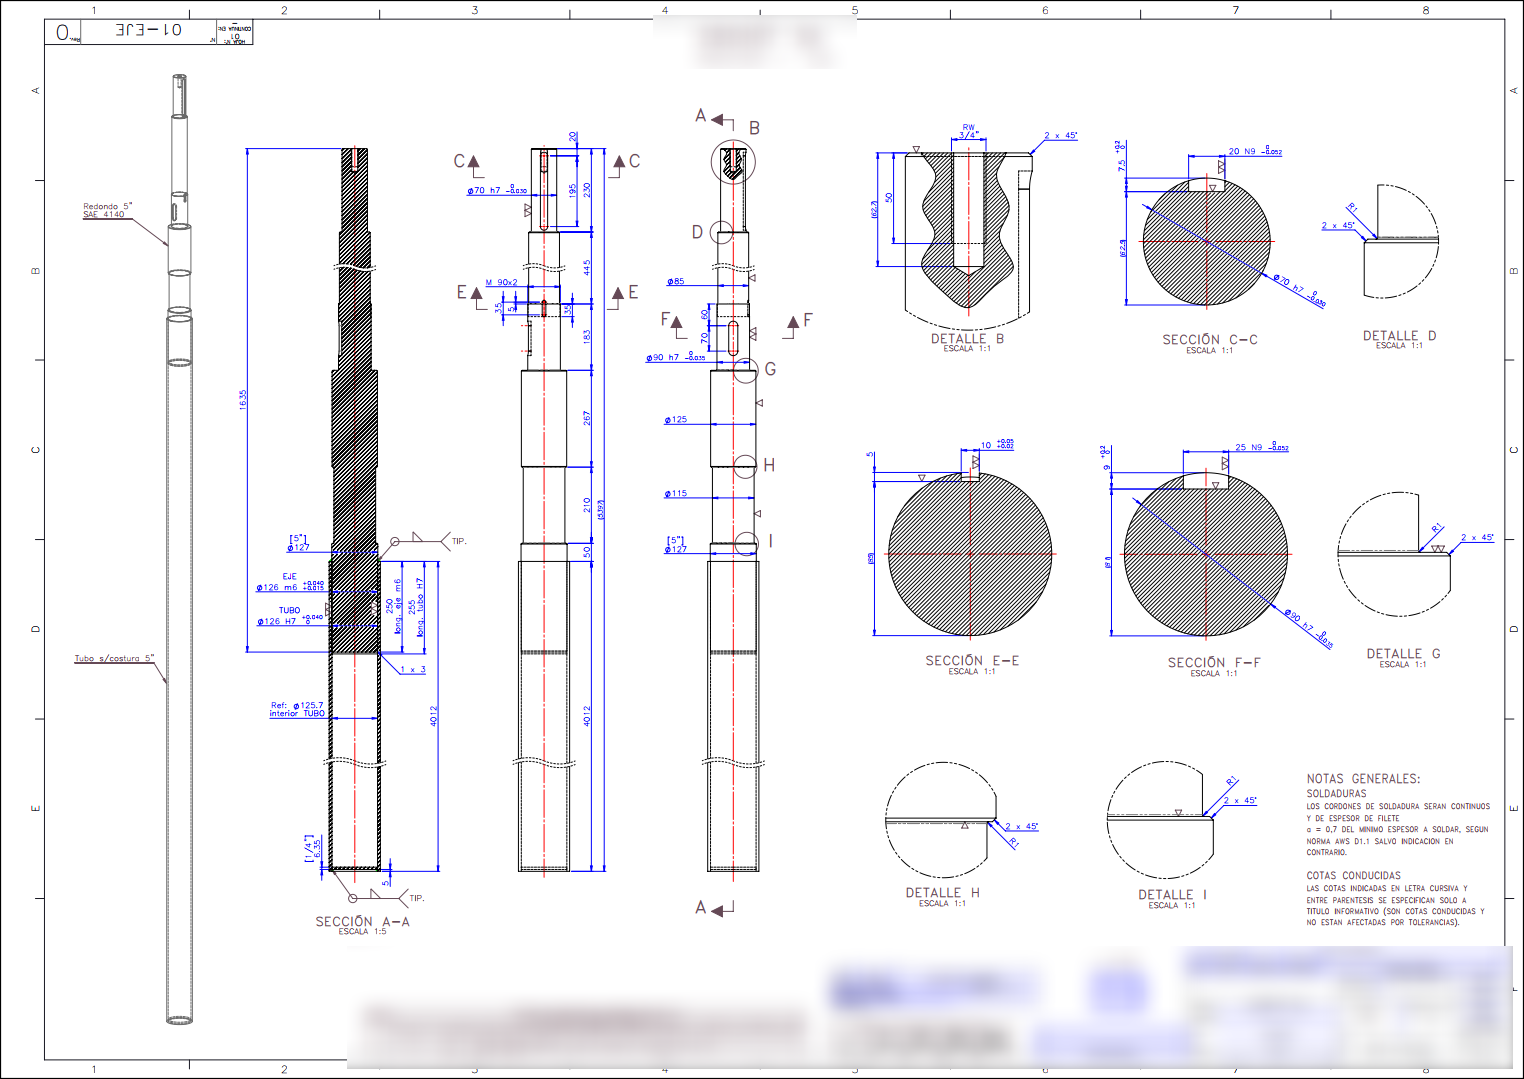 1 2 3 4 5 6 7 8
A B C D E
0 Rev.
01-EJE
Nº
HOJA Nº: 01
CONTINUA EN: -
Redondo 5"
SAE 4140
Tubo s/costura 5"
1635
[5"]
ø127
EJE
ø126 m6 +0.040 +0.015
TUBO
ø126 H7 +0.040 0
250
long. eje m6
255
long. tubo H7
TIP.
1 x 3
Ref: ø125.7
interior TUBO
4012
[1/4"]
6.35
5
TIP.
SECCIÓN A-A
ESCALA 1:5
C C
ø70 h7 0 -0.030
20
195
230
445
M 90x2
E E
35
5
35
183
267
210
50
(5397)
4012
A
B
D
ø85
F F
60
70
ø90 h7 0 -0.035
G
ø125
H
ø115
[5"]
ø127
I
A
RW
3/4"
2 x 45°
50
(62,7)
DETALLE B
ESCALA 1:1
7.5 +0.2 0
20 N9 0 -0.052
(62,5)
ø70 h7 0 -0.030
SECCIÓN C-C
ESCALA 1:1
R1
2 x 45°
DETALLE D
ESCALA 1:1
5
10 +0.05 +0.02
(85)
SECCIÓN E-E
ESCALA 1:1
9 +0.2 0
25 N9 0 -0.052
(81)
ø90 h7 0 -0.035
SECCIÓN F-F
ESCALA 1:1
R1
2 x 45°
DETALLE G
ESCALA 1:1
2 x 45°
R1
DETALLE H
ESCALA 1:1
R1
2 x 45°
DETALLE I
ESCALA 1:1
NOTAS GENERALES:
SOLDADURAS
LOS CORDONES DE SOLDADURA SERAN CONTINUOS
Y DE ESPESOR DE FILETE
a = 0,7 DEL MINIMO ESPESOR A SOLDAR, SEGUN
NORMA AWS D1.1 SALVO INDICACION EN
CONTRARIO.
COTAS CONDUCIDAS
LAS COTAS INDICADAS EN LETRA CURSIVA Y
ENTRE PARENTESIS SE ESPECIFICAN SOLO A
TITULO INFORMATIVO (SON COTAS CONDUCIDAS Y
NO ESTAN AFECTADAS POR TOLERANCIAS).
A B C D E F
1 2 3 4 5 6 7 8